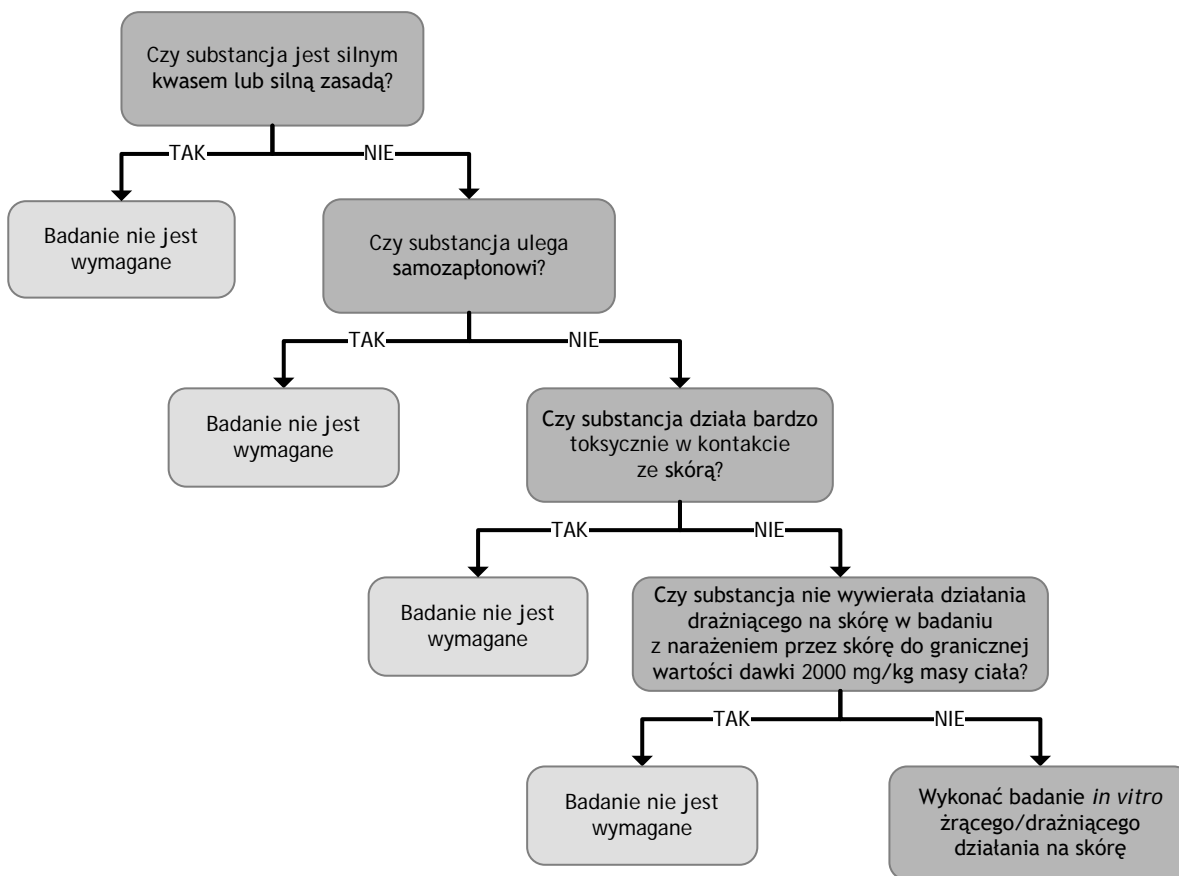 Czy substancja jest silnym
kwasem lub silną zasadą?
TAK
NIE
Badanie nie jest
wymagane
Czy substancja ulega
samozapłonowi?
TAK
NIE
Badanie nie jest
wymagane
Czy substancja działa bardzo
toksycznie w kontakcie
ze skórą?
TAK
NIE
Badanie nie jest
wymagane
Czy substancja nie wywierała działania
drażniącego na skórę w badaniu
z narażeniem przez skórę do granicznej
wartości dawki 2000 mg/kg masy ciała?
TAK
NIE
Badanie nie jest
wymagane
Wykonać badanie in vitro
żrącego/drażniącego
działania na skórę